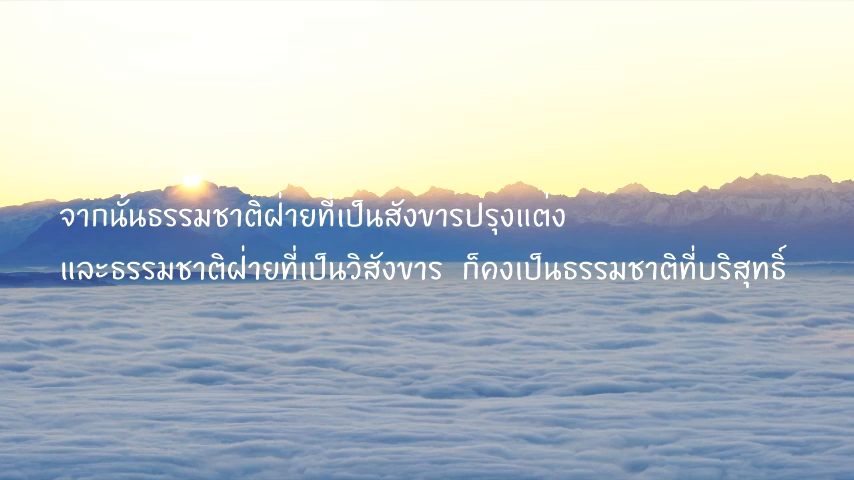 จากนั้นธรรมชาติฝ่ายที่เป็นสังขารปรุงแต่ง
และธรรมชาติฝ่ายที่เป็นวิสังขาร ก็คงเป็นธรรมชาติที่บริสุทธิ์